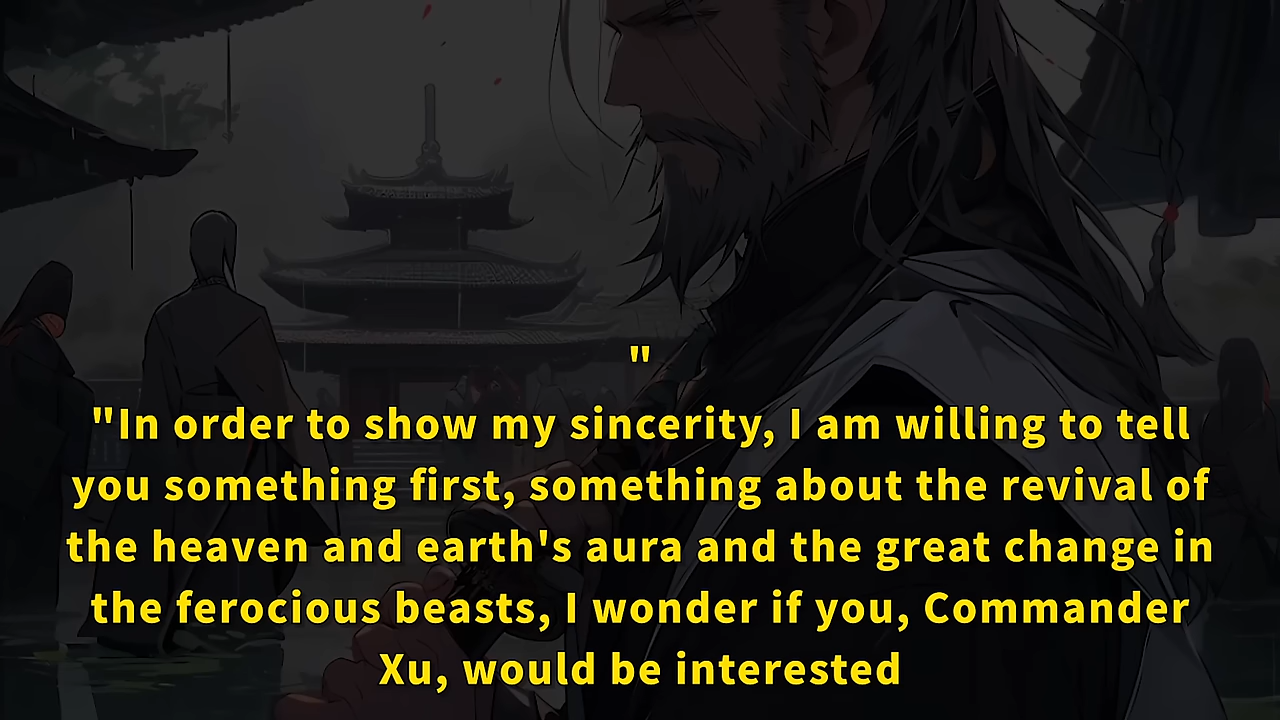 "
"In order to show my sincerity, I am willing to tell
you something first, something about the revival of
the heaven and earth's aura and the great change in
the ferocious beasts, I wonder if you, Commander
Xu, would be interested